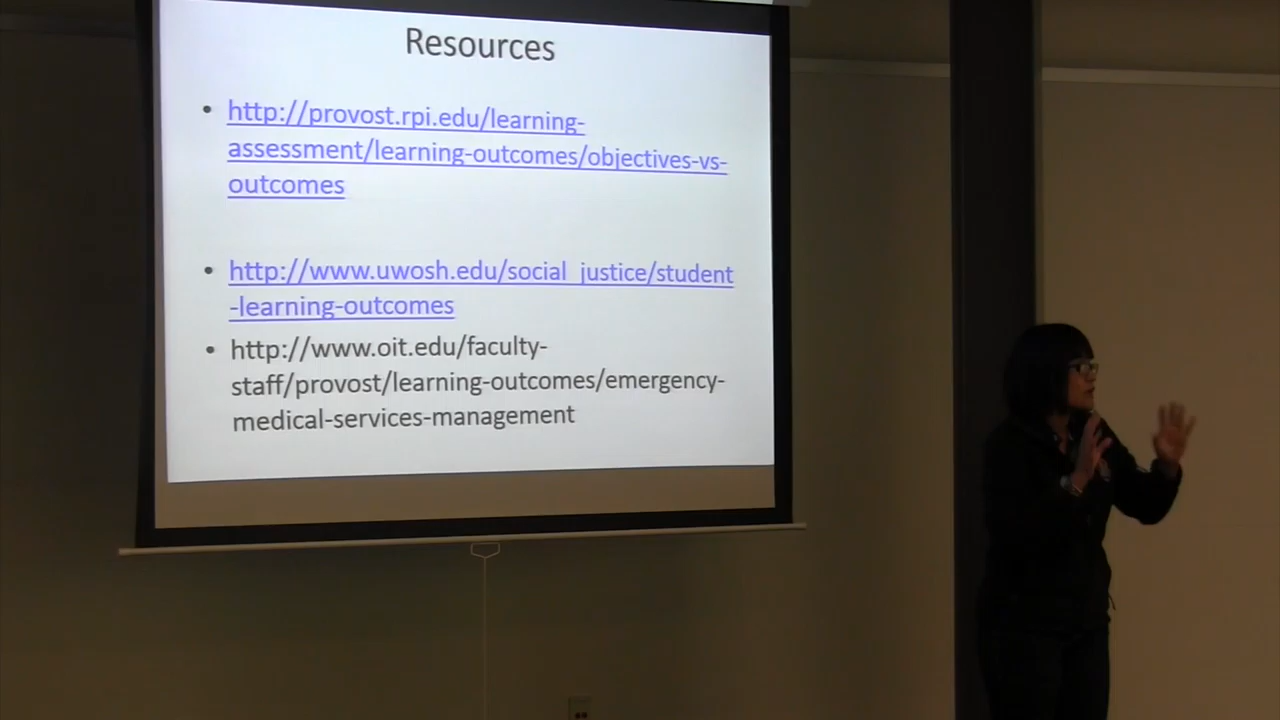 Resources
• http://provost.rpi.edu/learning-
assessment/learning-outcomes/objectives-vs-
outcomes
• http://www.uwosh.edu/social_justice/student
-learning-outcomes
• http://www.oit.edu/faculty-
staff/provost/learning-outcomes/emergency-
medical-services-management